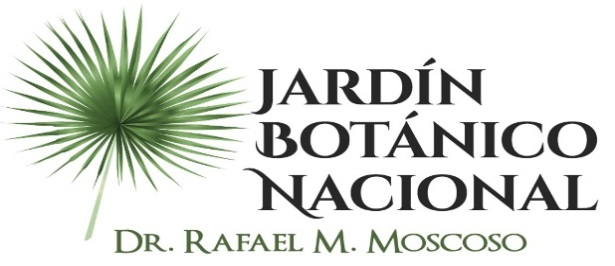 Jardín
Botánico
Nacional
Dr. Rafael M. Moscoso